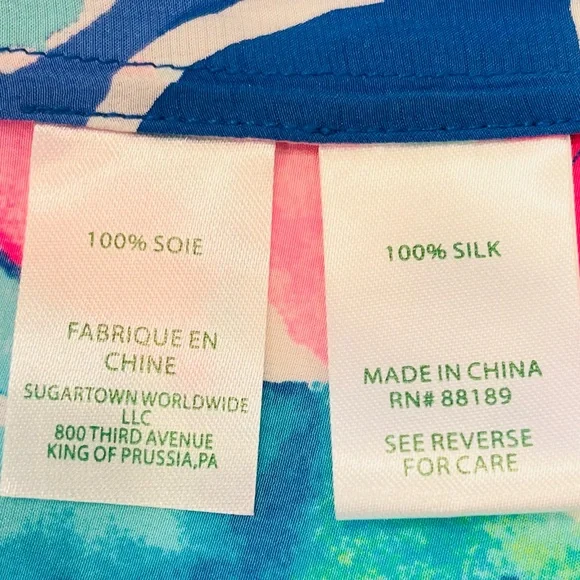 100% SOIE
FABRIQUE EN
CHINE
SUGARTOWN WORLDWIDE
LLC
800 THIRD AVENUE
KING OF PRUSSIA,PA
100% SILK
MADE IN CHINA
RN# 88189
SEE REVERSE
FOR CARE